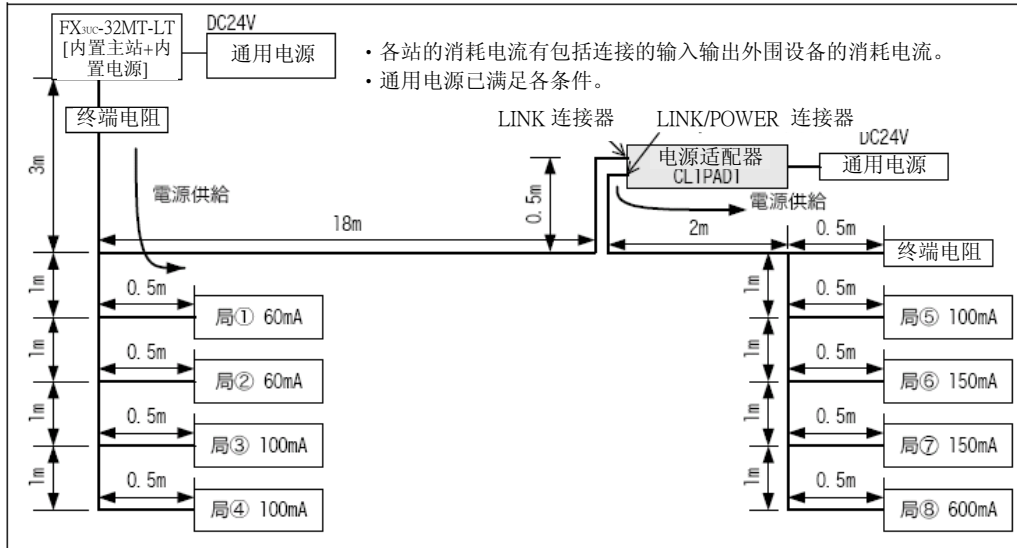 FX3UC-32MT-LT
[内置主站+内
置电源]
DC24V
通用电源
・各站的消耗电流有包括连接的输入输出外围设备的消耗电流。
・通用电源已满足各条件。
终端电阻
LINK 连接器
LINK/POWER 连接器
电源适配器
CL1PAD1
DC24V
通用电源
3m
電源供給
0.5m
電源供給
18m
2m
0.5m
终端电阻
1m
0.5m
局① 60mA
1m
0.5m
局⑤ 100mA
1m
0.5m
局② 60mA
1m
0.5m
局⑥ 150mA
1m
0.5m
局③ 100mA
1m
0.5m
局⑦ 150mA
1m
0.5m
局④ 100mA
1m
0.5m
局⑧ 600mA